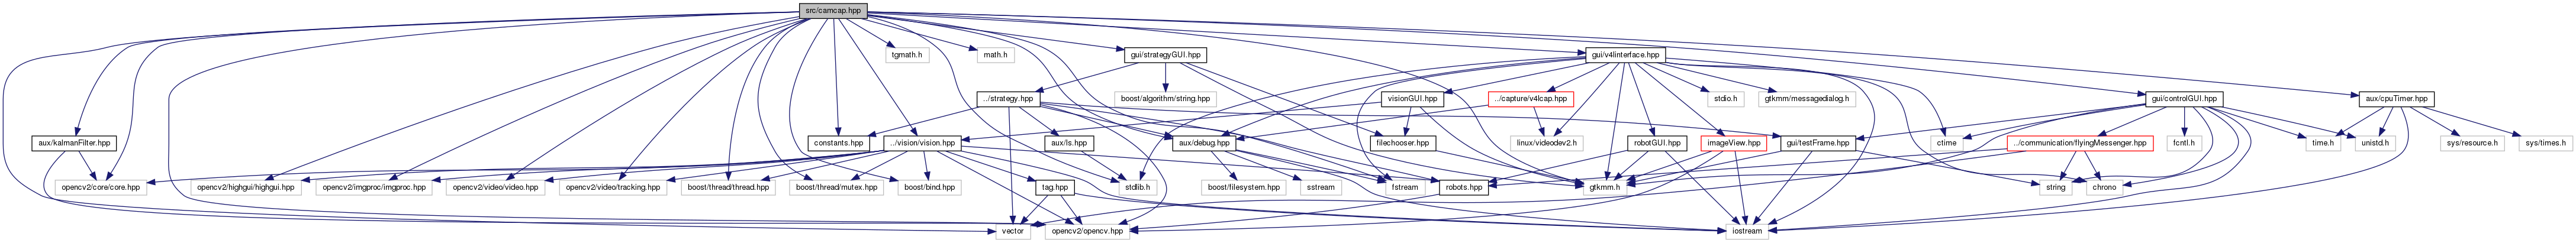 src/camcap.hpp
tgmath.h
math.h
gui/strategyGUI.hpp
gui/v4linterface.hpp
boost/algorithm/string.hpp
../strategy.hpp
visionGUI.hpp
../capture/v4lcap.hpp
stdio.h
gtkmm/messagedialog.h
gui/controlGUI.hpp
aux/cpuTimer.hpp
aux/kalmanFilter.hpp
constants.hpp
../vision/vision.hpp
aux/ls.hpp
aux/debug.hpp
filechooser.hpp
linux/videodev2.h
robotGUI.hpp
imageView.hpp
gui/testFrame.hpp
ctime
../communication/flyingMessenger.hpp
fcntl.h
time.h
unistd.h
sys/resource.h
sys/times.h
opencv2/core/core.hpp
opencv2/highgui/highgui.hpp
opencv2/imgproc/imgproc.hpp
opencv2/video/video.hpp
opencv2/video/tracking.hpp
boost/thread/thread.hpp
boost/thread/mutex.hpp
boost/bind.hpp
tag.hpp
stdlib.h
boost/filesystem.hpp
sstream
fstream
robots.hpp
gtkmm.h
string
chrono
vector
opencv2/opencv.hpp
iostream